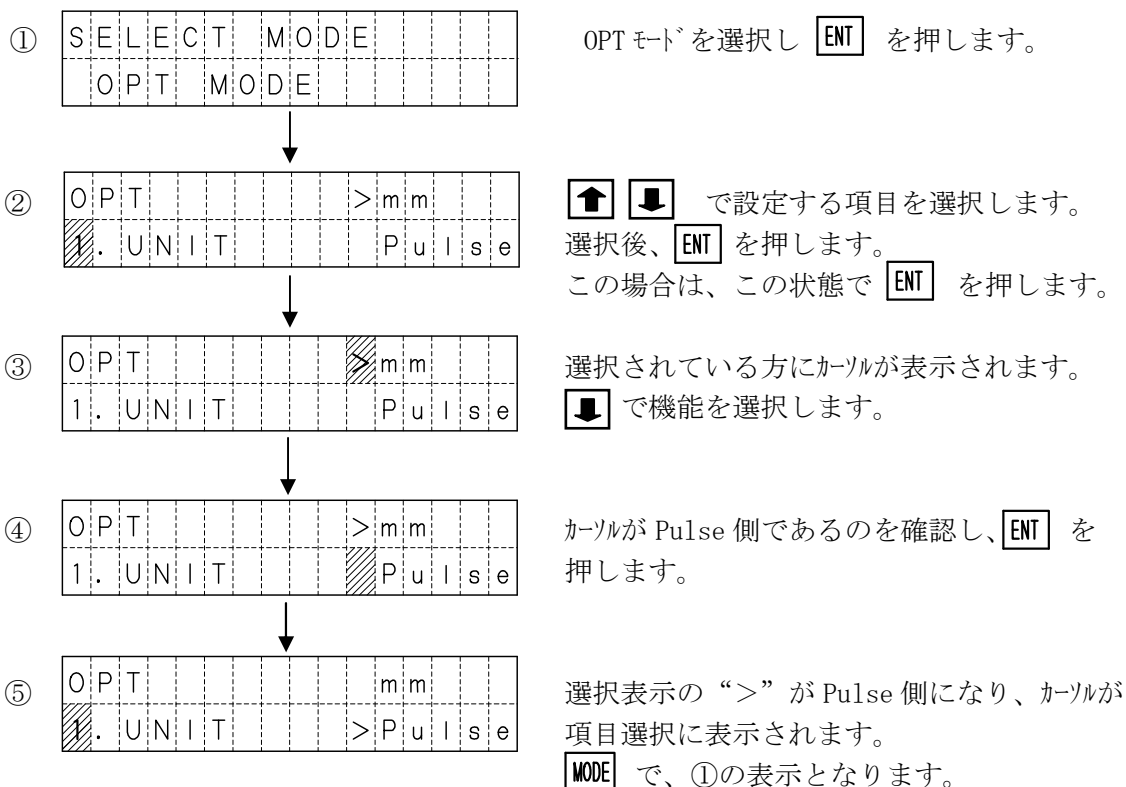 ① SELECT MODE OPTモードを選択し ENT を押します。
OPT MODE
② OPT >mm ⬆ ⬇ で設定する項目を選択します。
1. UNIT Pulse 選択後、ENT を押します。
この場合は、この状態で ENT を押します。
③ OPT >mm 選択されている方にカーソルが表示されます。
1. UNIT Pulse ⬇ で機能を選択します。
④ OPT >mm カーソルが Pulse 側であるのを確認し、ENT を
1. UNIT Pulse 押します。
⑤ OPT mm 選択表示の“>”が Pulse 側になり、カーソルが
1. UNIT >Pulse 項目選択に表示されます。
MODE で、①の表示となります。